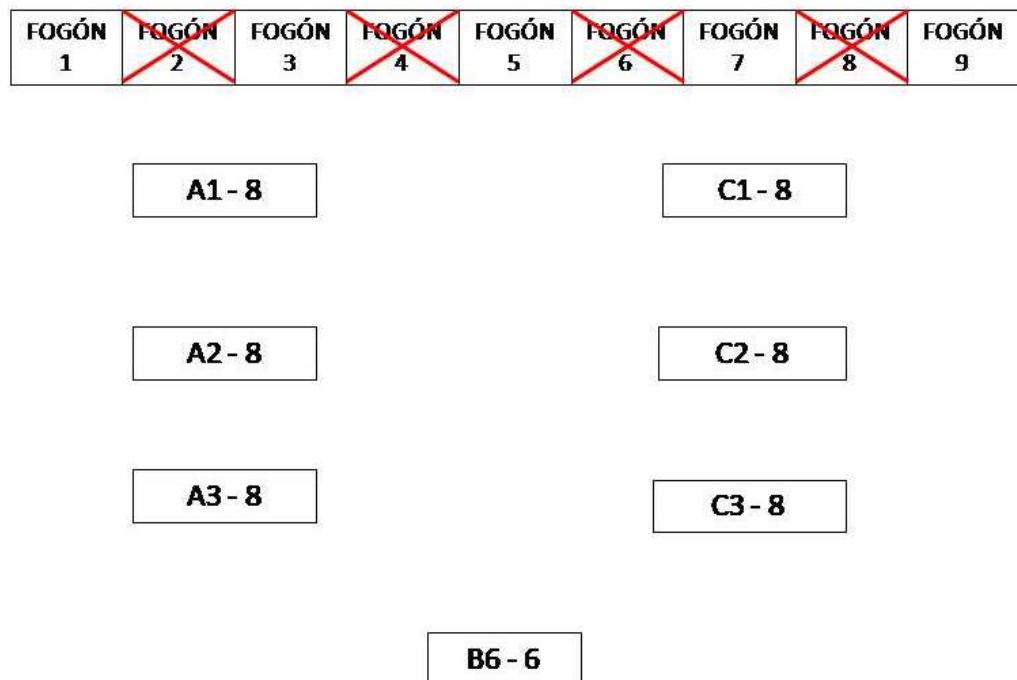 FOGÓN FOGÓN FOGÓN FOGÓN FOGÓN FOGÓN FOGÓN FOGÓN FOGÓN
1 2 3 4 5 6 7 8 9
A1 - 8 C1 - 8
A2 - 8 C2 - 8
A3 - 8 C3 - 8
B6 - 6